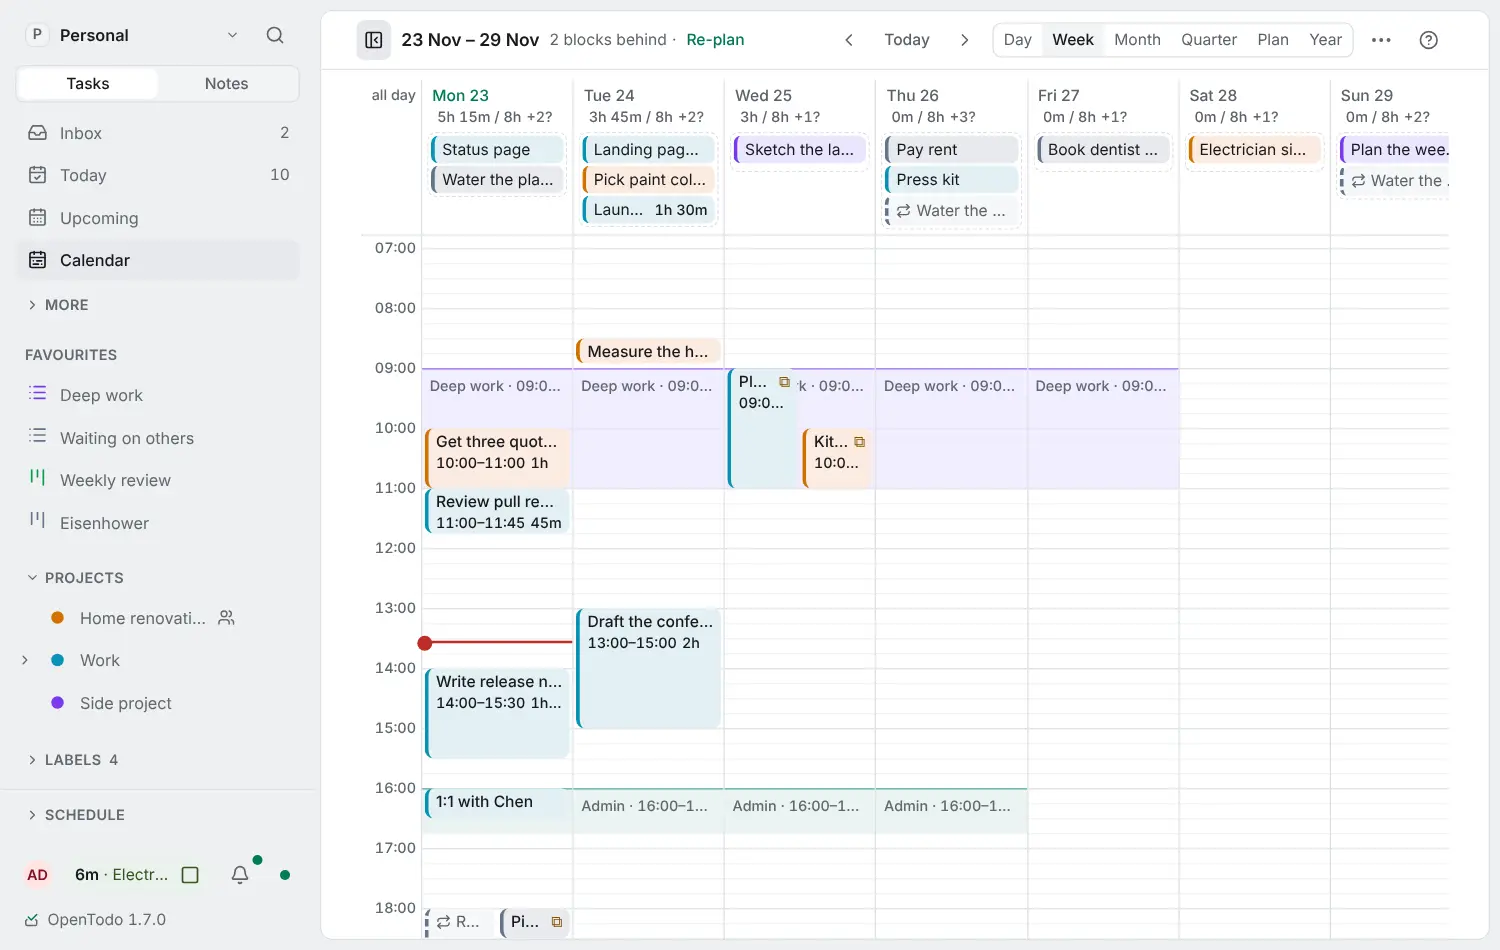 P Personal
Tasks Notes
Inbox 2
Today 10
Upcoming
Calendar
MORE
FAVOURITES
Deep work
Waiting on others
Weekly review
Eisenhower
PROJECTS
Home renovati...
Work
Side project
LABELS 4
SCHEDULE
AD 6m · Electr...
OpenTodo 1.7.0
23 Nov – 29 Nov 2 blocks behind · Re-plan
Today
Day Week Month Quarter Plan Year
all day
Mon 23
5h 15m / 8h +2?
Status page
Water the pla...
Tue 24
3h 45m / 8h +2?
Landing pag...
Pick paint col...
Laun... 1h 30m
Wed 25
3h / 8h +1?
Sketch the la...
Thu 26
0m / 8h +3?
Pay rent
Press kit
Water the ...
Fri 27
0m / 8h +1?
Book dentist ...
Sat 28
0m / 8h +1?
Electrician si...
Sun 29
0m / 8h +2?
Plan the wee.
Water the .
07:00
08:00
Measure the h...
09:00
Deep work · 09:0...
Deep work · 09:0...
Pl...
09:0...
k · 09:0...
Deep work · 09:0...
Deep work · 09:0...
10:00
Get three quot...
10:00–11:00 1h
Kit...
10:0...
11:00
Review pull re...
11:00–11:45 45m
12:00
13:00
Draft the confe...
13:00–15:00 2h
14:00
Write release n...
14:00–15:30 1h...
15:00
16:00
1:1 with Chen
Admin · 16:00–1...
Admin · 16:00–1...
Admin · 16:00–1...
17:00
18:00
R...
Pi...